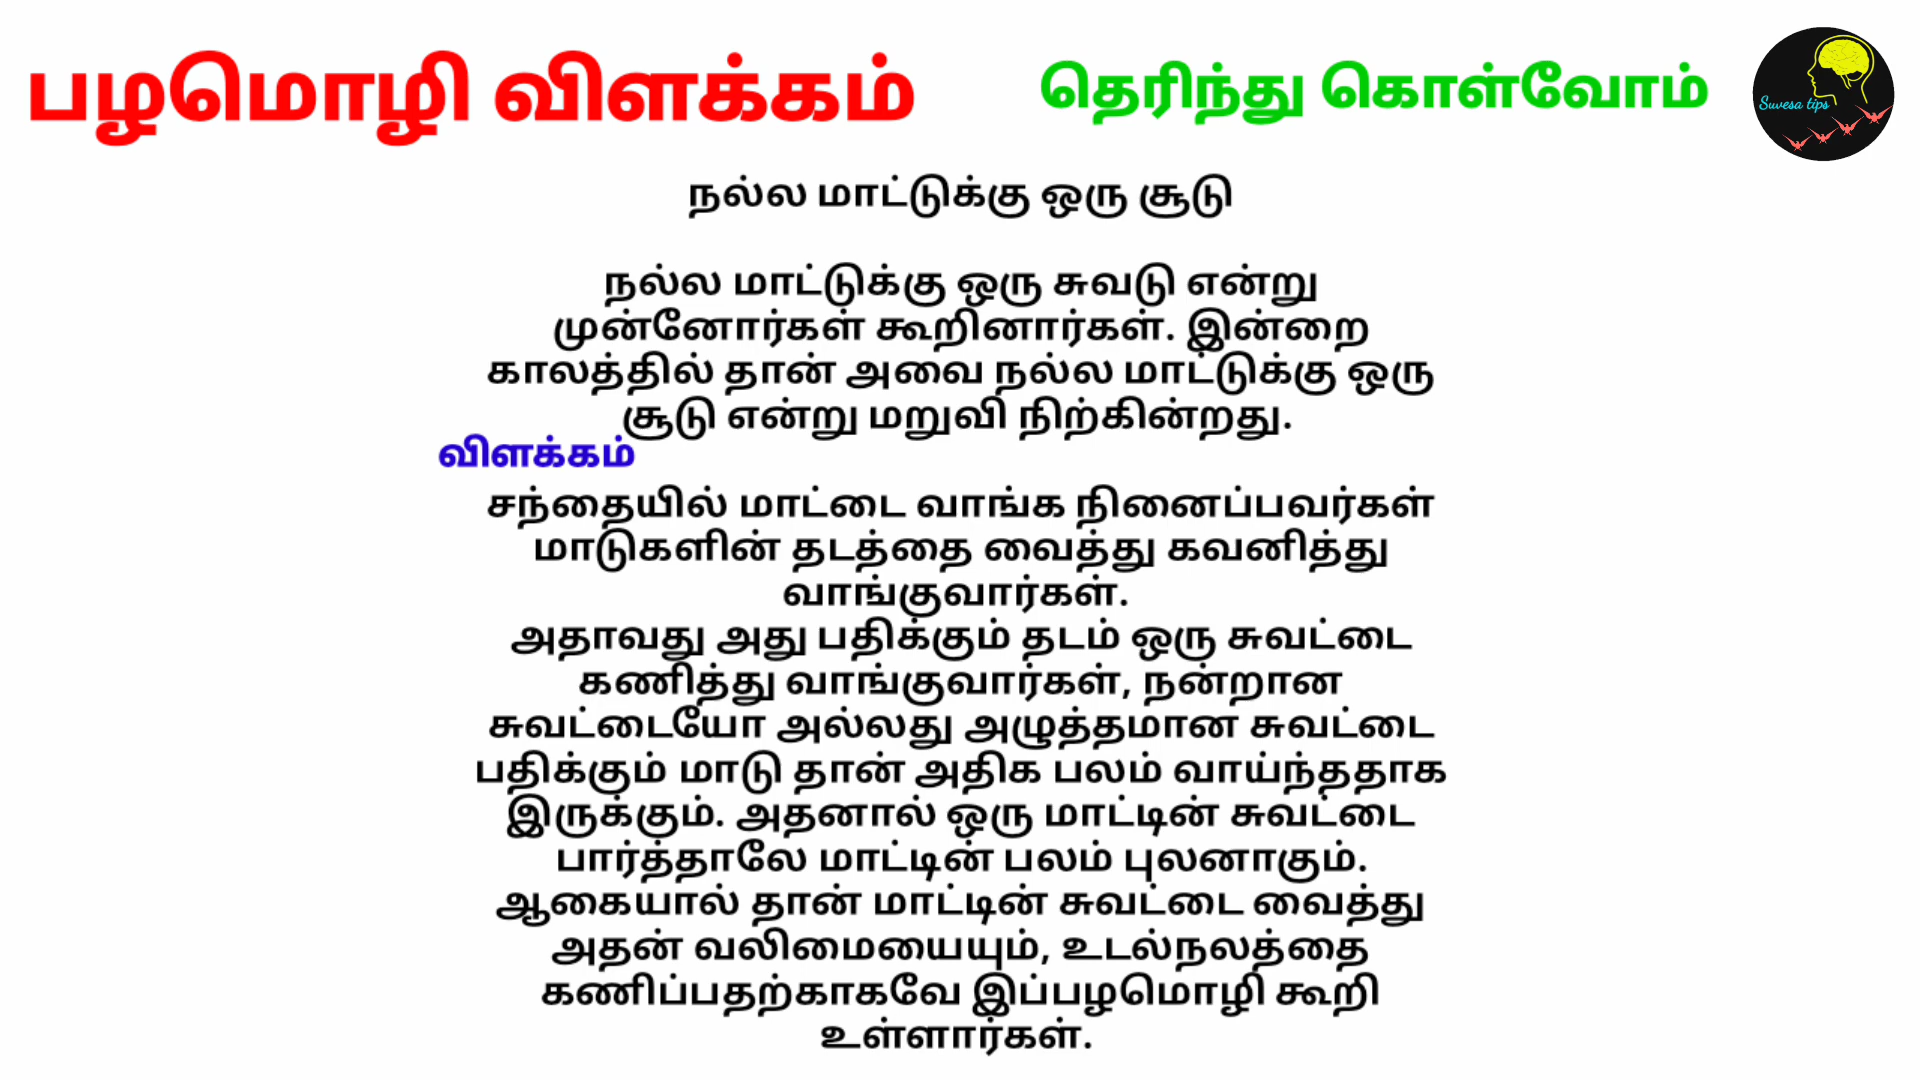 பழமொழி விளக்கம்
தெரிந்து கொள்வோம்
Suvesa tips
நல்ல மாட்டுக்கு ஒரு சூடு
நல்ல மாட்டுக்கு ஒரு சுவடு என்று
முன்னோர்கள் கூறினார்கள். இன்றை
காலத்தில் தான் அவை நல்ல மாட்டுக்கு ஒரு
சூடு என்று மறுவி நிற்கின்றது.
விளக்கம்
சந்தையில் மாட்டை வாங்க நினைப்பவர்கள்
மாடுகளின் தடத்தை வைத்து கவனித்து
வாங்குவார்கள்.
அதாவது அது பதிக்கும் தடம் ஒரு சுவட்டை
கணித்து வாங்குவார்கள், நன்றான
சுவட்டையோ அல்லது அழுத்தமான சுவட்டை
பதிக்கும் மாடு தான் அதிக பலம் வாய்ந்ததாக
இருக்கும். அதனால் ஒரு மாட்டின் சுவட்டை
பார்த்தாலே மாட்டின் பலம் புலனாகும்.
ஆகையால் தான் மாட்டின் சுவட்டை வைத்து
அதன் வலிமையையும், உடல்நலத்தை
கணிப்பதற்காகவே இப்பழமொழி கூறி
உள்ளார்கள்.